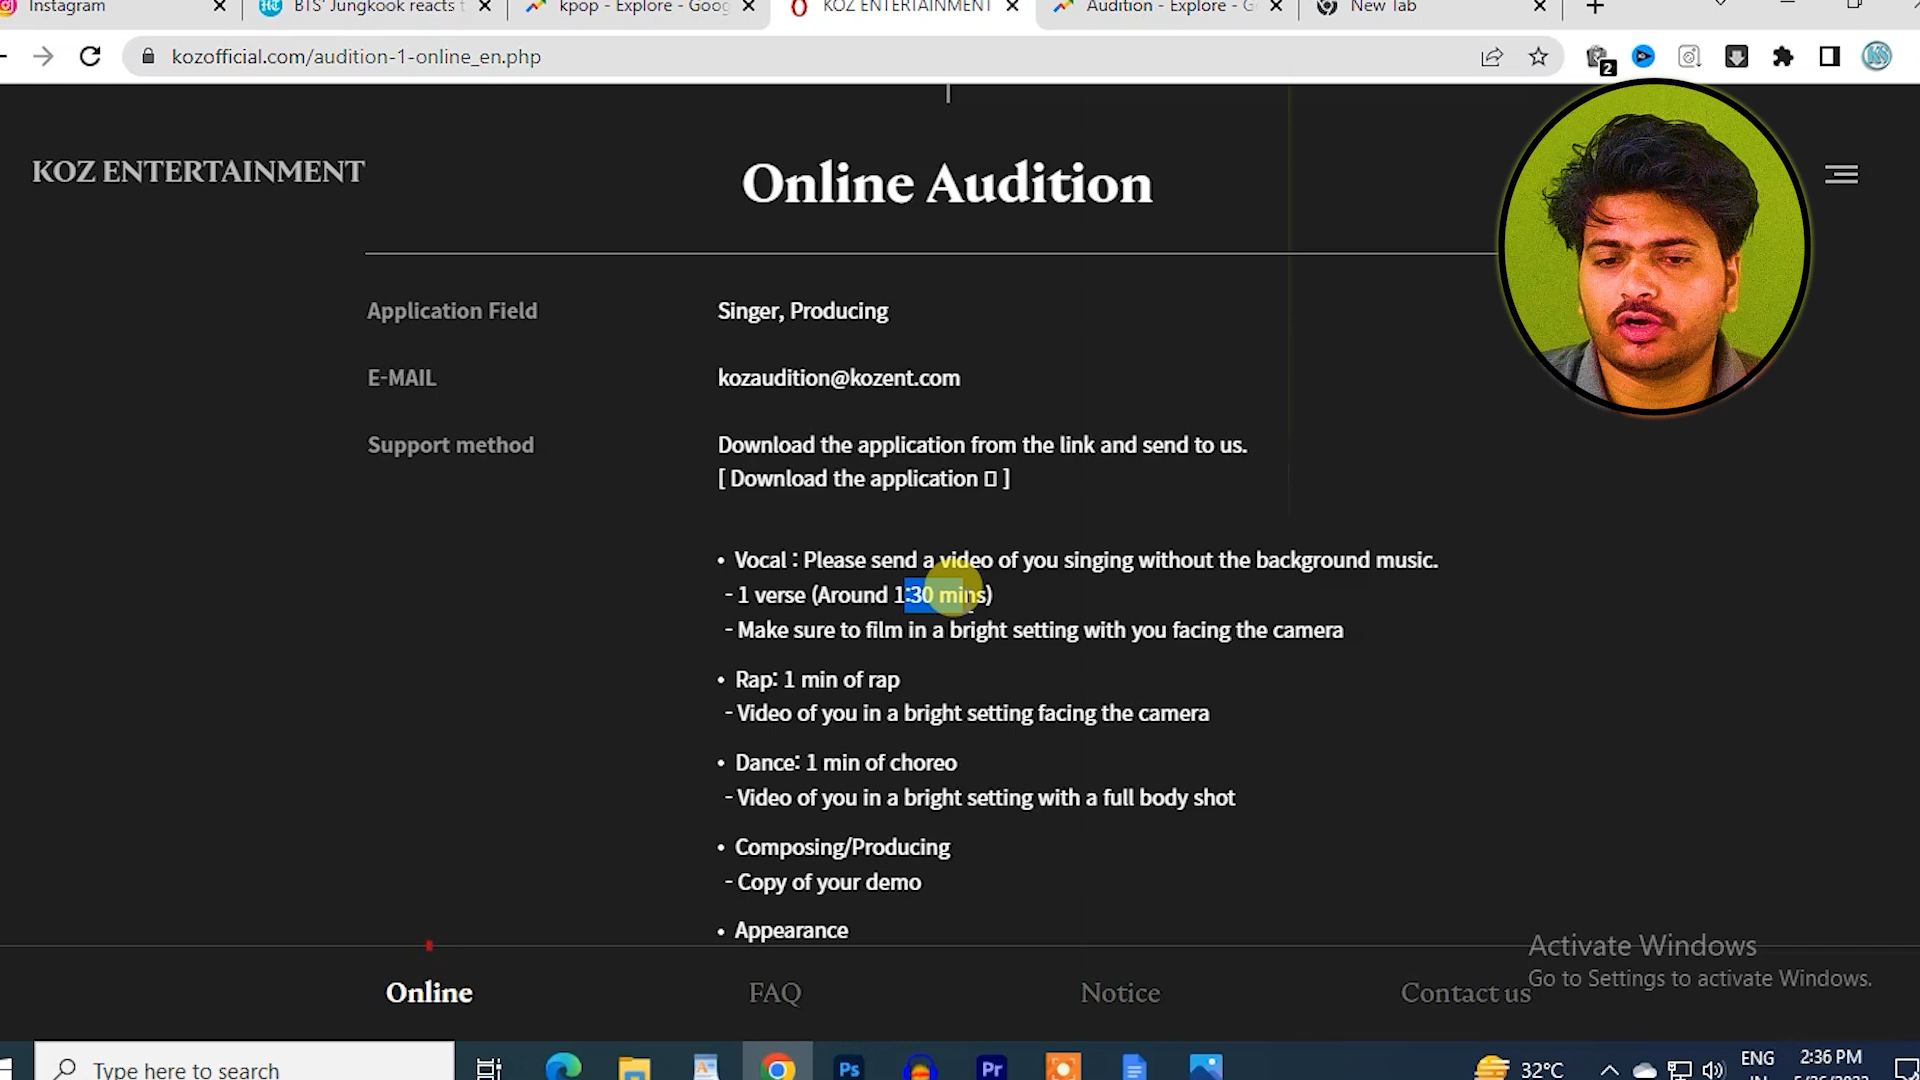 Instagram
BTS' Jungkook reacts t
kpop - Explore - Goog
KOZ ENTERTAINMENT
Audition - Explore - G
New Tab
kozofficial.com/audition-1-online_en.php
2
KOZ ENTERTAINMENT
Online Audition
Application Field
Singer, Producing
E-MAIL
kozaudition@kozent.com
Support method
Download the application from the link and send to us.
[ Download the application ]
• Vocal : Please send a video of you singing without the background music.
- 1 verse (Around 1:30 mins)
- Make sure to film in a bright setting with you facing the camera
• Rap: 1 min of rap
- Video of you in a bright setting facing the camera
• Dance: 1 min of choreo
- Video of you in a bright setting with a full body shot
• Composing/Producing
- Copy of your demo
• Appearance
Activate Windows
Go to Settings to activate Windows.
Online
FAQ
Notice
Contact us
Type here to search
Ps
Pr
32°C
ENG
2:36 PM